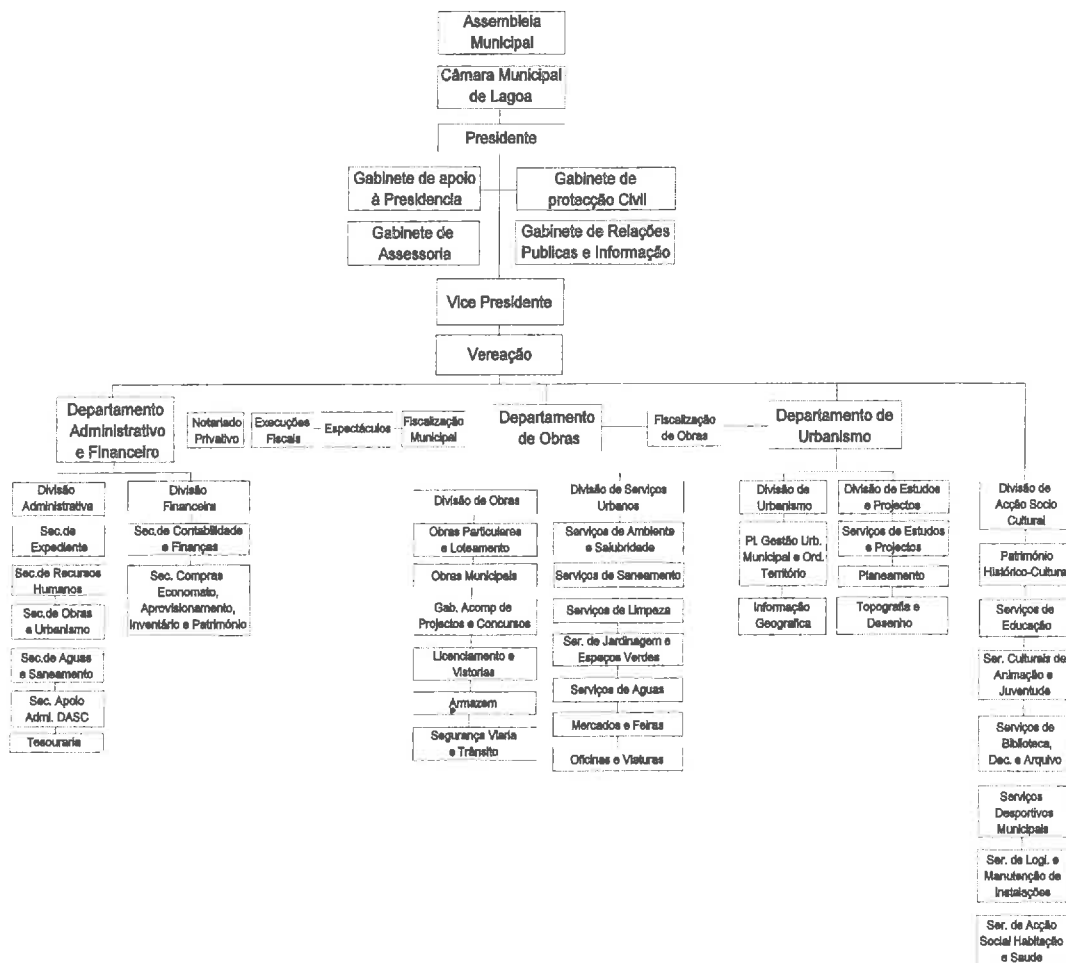 Assembleia
Municipal
Câmara Municipal
de Lagoa
Presidente
Gabinete de apoio
à Presidencia
Gabinete de
protecção Civil
Gabinete de
Assessoria
Gabinete de Relações
Publicas e Informação
Vice Presidente
Vereação
Departamento
Administrativo
e Financeiro
Notariado
Privativo
Execuções
Fiscais
Espectáculos
Fiscalização
Municipal
Departamento
de Obras
Fiscalização
de Obras
Departamento de
Urbanismo
Divisão
Administrativa
Sec.de
Expediente
Sec.de Recursos
Humanos
Sec.de Obras
e Urbanismo
Sec.de Aguas
e Saneamento
Sec. Apoio
Admi. DASC
Tesouraria
Divisão
Financeira
Sec.de Contabilidade
e Finanças
Sec. Compras
Economato,
Aprovisionamento,
Inventário e Património
Divisão de Obras
Obras Particulares
e Loteamento
Obras Municipais
Gab. Acomp de
Projectos e Concursos
Licenciamento e
Vistorias
Armazem
Segurança Viaria
e Trânsito
Divisão de Serviços
Urbanos
Serviços de Ambiente
e Salubridade
Serviços de Saneamento
Serviços de Limpeza
Ser. de Jardinagem e
Espeços Verdes
Serviços de Aguas
Mercados e Feiras
Oficinas e Viaturas
Divisão de
Urbanismo
Pl. Gestão Urb.
Municipal e Ord.
Território
Informação
Geografica
Divisão de Estudos
e Projectos
Serviços de Estudos
e Projectos
Planeamento
Topografia e
Desenho
Divisão de
Acção Socio
Cultural
Património
Histórico-Cultural
Serviços de
Educação
Ser. Culturais de
Animação e
Juventude
Serviços de
Biblioteca,
Dec. e Arquivo
Serviços
Desportivos
Municipais
Ser. de Logi. e
Manutenção de
Instalações
Ser. de Acção
Social Habitação
e Saude